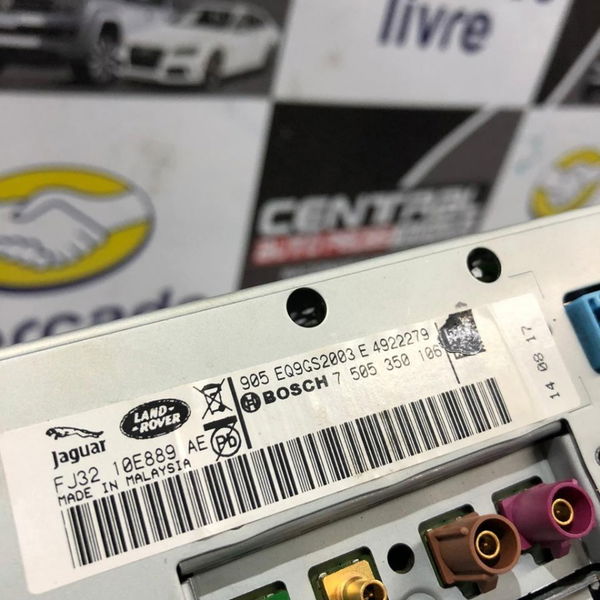 livre
CENTRAL
Jaguar
LAND-
ROVER
905 EQ9GS2003 E 4922279
BOSCH 7 505 350 106
FJ32 10E889 AE
Pb
MADE IN MALAYSIA
14 08 17